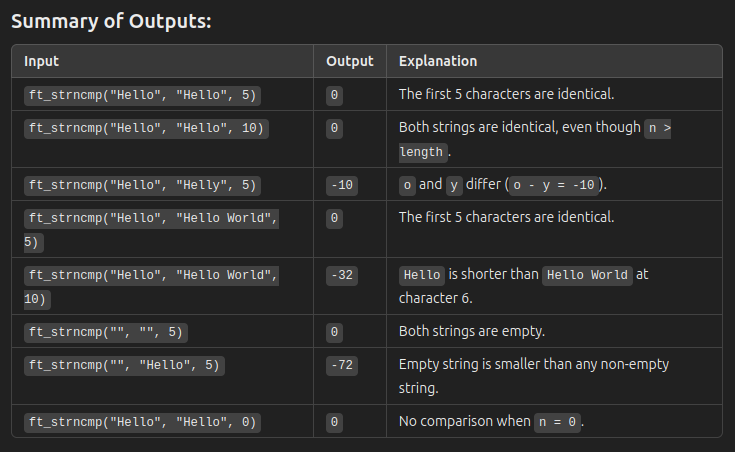 Summary of Outputs:
Input Output Explanation
ft_strncmp("Hello", "Hello", 5) 0 The first 5 characters are identical.
ft_strncmp("Hello", "Hello", 10) 0 Both strings are identical, even though n >
length .
ft_strncmp("Hello", "Helly", 5) -10 o and y differ ( o - y = -10 ).
ft_strncmp("Hello", "Hello World", 0 The first 5 characters are identical.
5)
ft_strncmp("Hello", "Hello World", -32 Hello is shorter than Hello World at
10) character 6.
ft_strncmp("", "", 5) 0 Both strings are empty.
ft_strncmp("", "Hello", 5) -72 Empty string is smaller than any non-empty
string.
ft_strncmp("Hello", "Hello", 0) 0 No comparison when n = 0 .